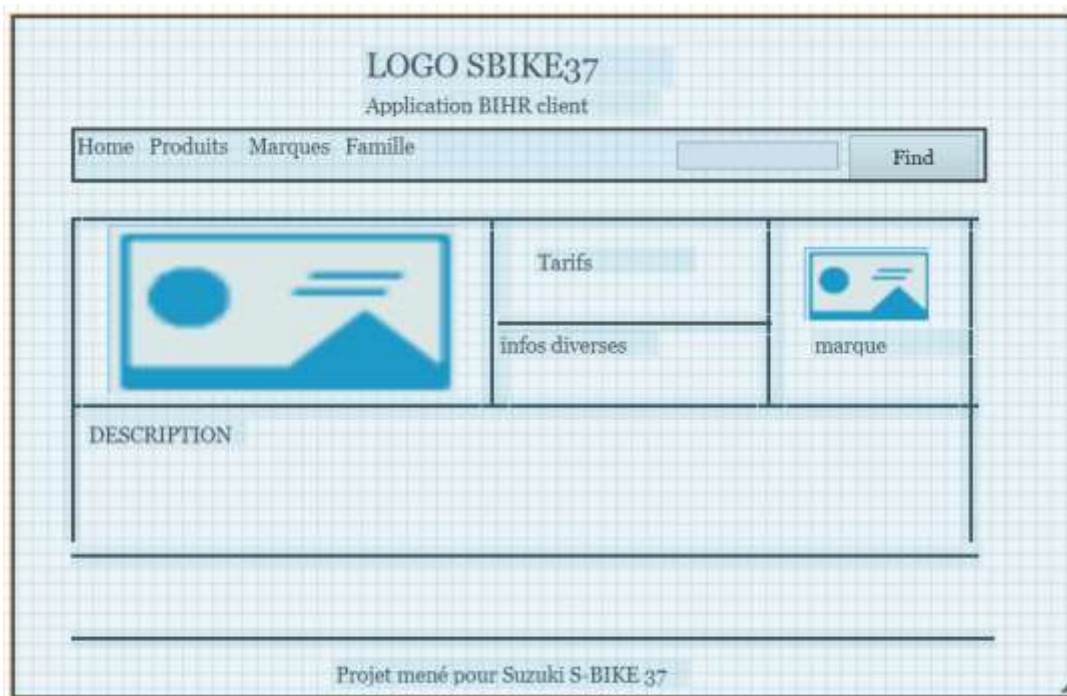 LOGO SBIKE37
Application BIHR client
Home Produits Marques Famille
Find
Tarifs
infos diverses
marque
DESCRIPTION
Projet mené pour Suzuki S-BIKE 37